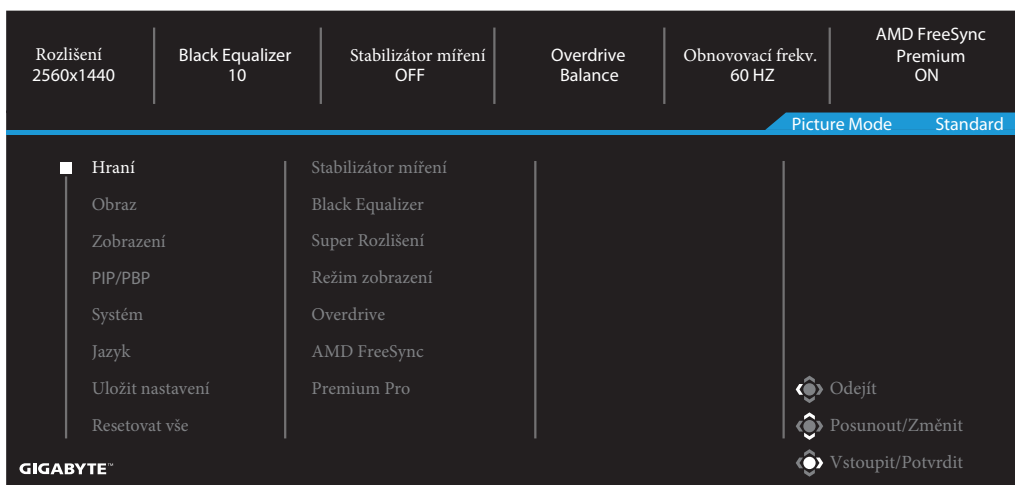 Rozlišení
2560x1440
Black Equalizer
10
Stabilizátor míření
OFF
Overdrive
Balance
Obnovovací frekv.
60 HZ
AMD FreeSync
Premium
ON
Picture Mode Standard
Hraní
Obraz
Zobrazení
PIP/PBP
Systém
Jazyk
Uložit nastavení
Resetovat vše
Stabilizátor míření
Black Equalizer
Super Rozlišení
Režim zobrazení
Overdrive
AMD FreeSync
Premium Pro
Odejít
Posunout/Změnit
Vstoupit/Potvrdit
GIGABYTE™